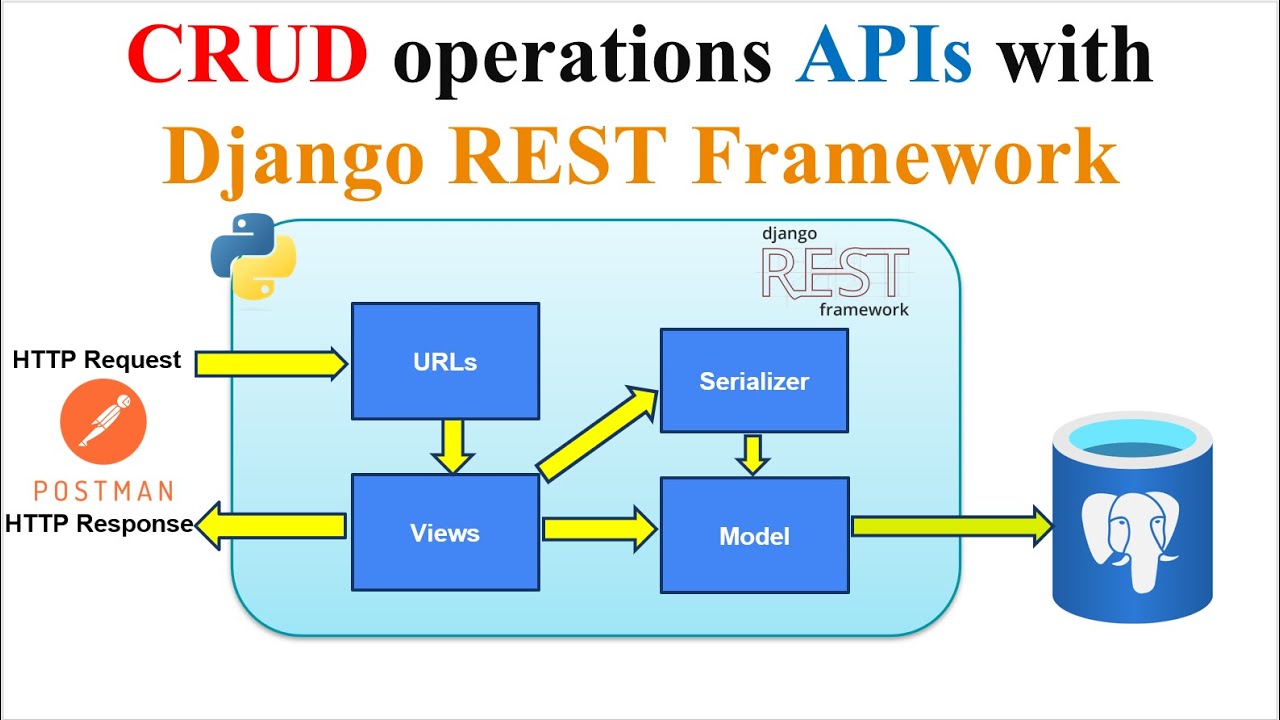 CRUD operations APIs with
Django REST Framework
django
REST
framework
HTTP Request
URLs
Serializer
POSTMAN
HTTP Response
Views
Model